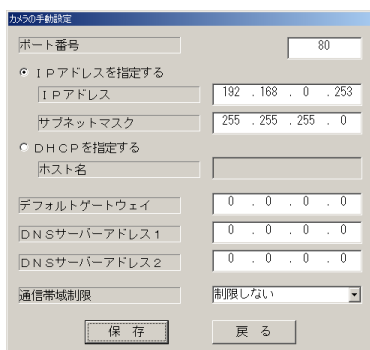 カメラの手動設定
ポート番号 80
ＩＰアドレスを指定する
ＩＰアドレス 192 . 168 . 0 . 253
サブネットマスク 255 . 255 . 255 . 0
ＤＨＣＰを指定する
ホスト名
デフォルトゲートウェイ 0 . 0 . 0 . 0
ＤＮＳサーバーアドレス１ 0 . 0 . 0 . 0
ＤＮＳサーバーアドレス２ 0 . 0 . 0 . 0
通信帯域制限 制限しない
保 存 戻 る